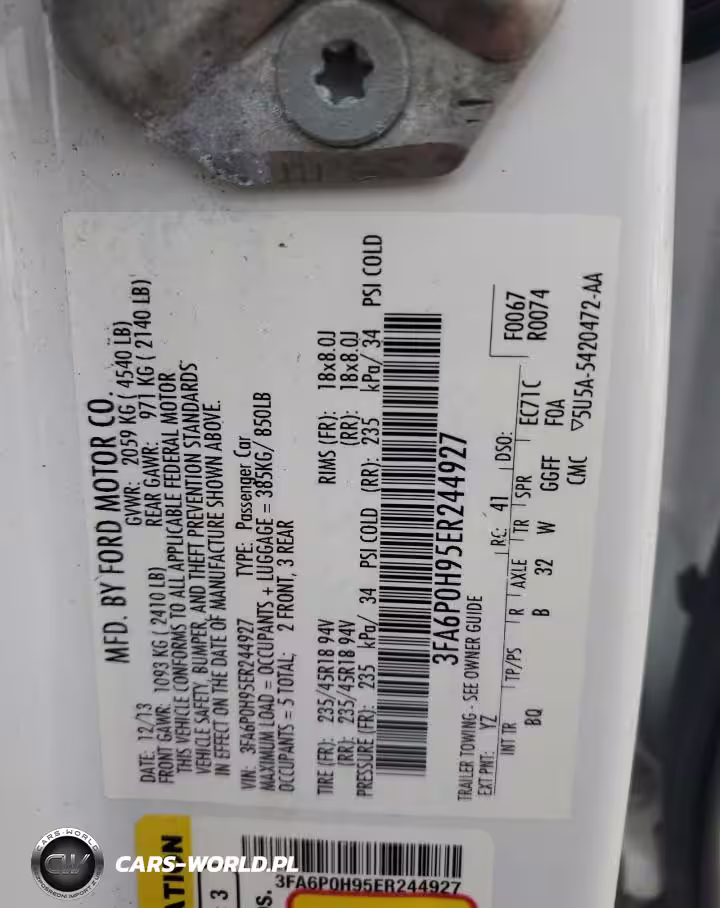 MFD. BY FORD MOTOR CO.
DATE: 12/13 GVWR: 2059 KG ( 4540 LB)
FRONT GAWR: 1093 KG ( 2410 LB) REAR GAWR: 971 KG ( 2140 LB)
THIS VEHICLE CONFORMS TO ALL APPLICABLE FEDERAL MOTOR
VEHICLE SAFETY, BUMPER, AND THEFT PREVENTION STANDARDS
IN EFFECT ON THE DATE OF MANUFACTURE SHOWN ABOVE.
VIN: 3FA6P0H95ER244927 TYPE: Passenger Car
MAXIMUM LOAD = OCCUPANTS + LUGGAGE = 385KG/ 850LB
OCCUPANTS = 5 TOTAL; 2 FRONT, 3 REAR
TIRE (FR): 235/45R18 94V RIMS (FR): 18x8.0J
(RR): 235/45R18 94V (RR): 18x8.0J
PRESSURE (FR): 235 kPa/ 34 PSI COLD (RR): 235 kPa/ 34 PSI COLD
3FA6P0H95ER244927
TRAILER TOWING - SEE OWNER GUIDE
F0067
R0074
EXT PNT: YZ RC: 41 DSO:
INT TR TP/PS R AXLE TR SPR EC71C
BQ B 32 W GGFF F0A
CMC ▽5U5A-5420472-AA
3FA6P0H95ER244927
3
CARS-WORLD
CW
CARS-WORLD.PL